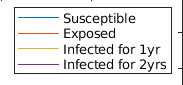 Susceptible
Exposed
Infected for 1yr
Infected for 2yrs